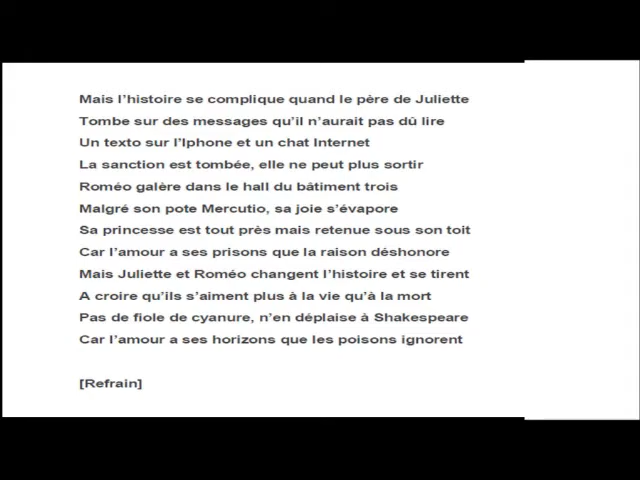 Mais l’histoire se complique quand le père de Juliette
Tombe sur des messages qu’il n’aurait pas dû lire
Un texto sur l’Iphone et un chat Internet
La sanction est tombée, elle ne peut plus sortir
Roméo galère dans le hall du bâtiment trois
Malgré son pote Mercutio, sa joie s’évapore
Sa princesse est tout près mais retenue sous son toit
Car l’amour a ses prisons que la raison déshonore
Mais Juliette et Roméo changent l’histoire et se tirent
A croire qu’ils s’aiment plus à la vie qu’à la mort
Pas de fiole de cyanure, n’en déplaise à Shakespeare
Car l’amour a ses horizons que les poisons ignorent
[Refrain]